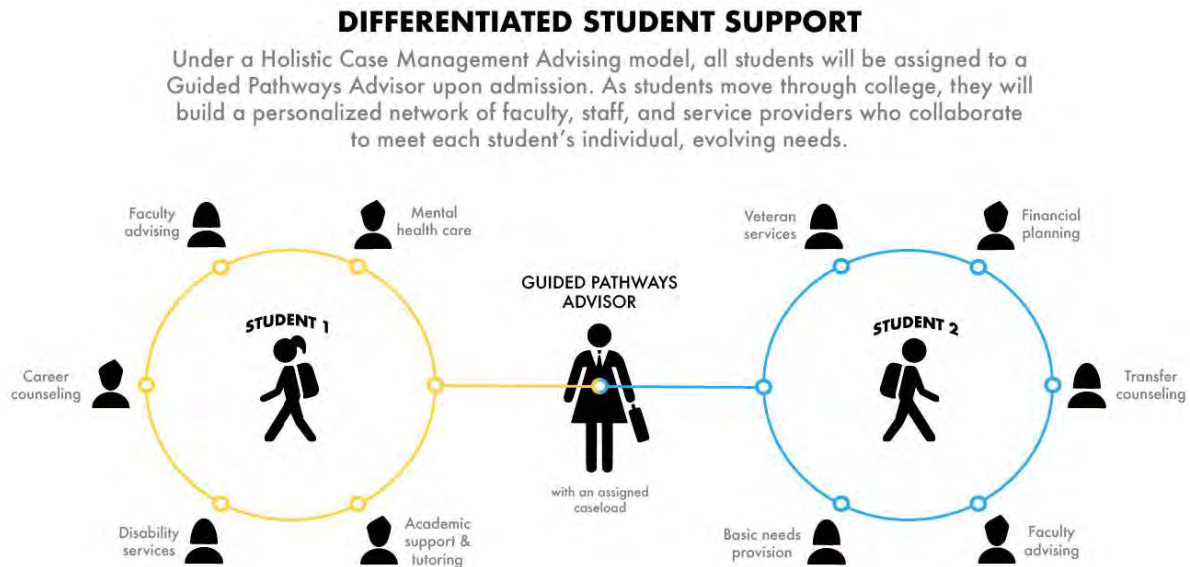 DIFFERENTIATED STUDENT SUPPORT
Under a Holistic Case Management Advising model, all students will be assigned to a
Guided Pathways Advisor upon admission. As students move through college, they will
build a personalized network of faculty, staff, and service providers who collaborate
to meet each student's individual, evolving needs.
Faculty
advising
Mental
health care
STUDENT 1
Career
counseling
Disability
services
Academic
support &
tutoring
GUIDED PATHWAYS
ADVISOR
with an assigned
caseload
Veteran
services
Financial
planning
STUDENT 2
Transfer
counseling
Basic needs
provision
Faculty
advising